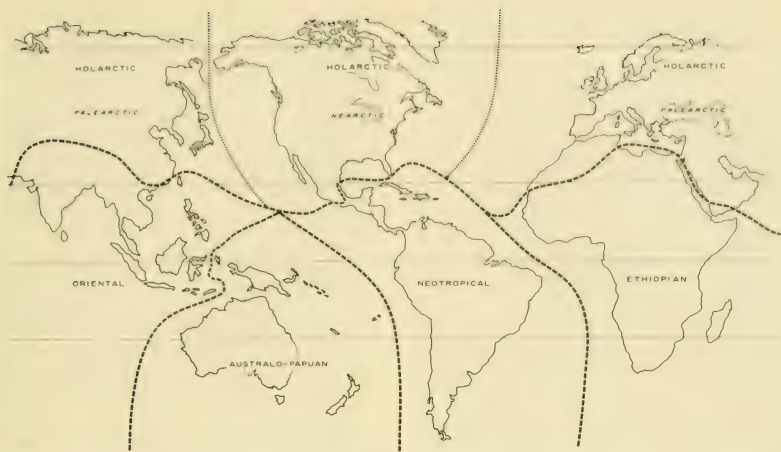 HOLARCTIC
HOLARCTIC
HOLARCTIC
PALEARCTIC
NEARCTIC
PALEARCTIC
ORIENTAL
NEOTROPICAL
ETHIOPIAN
AUSTRALO-PAPUAN